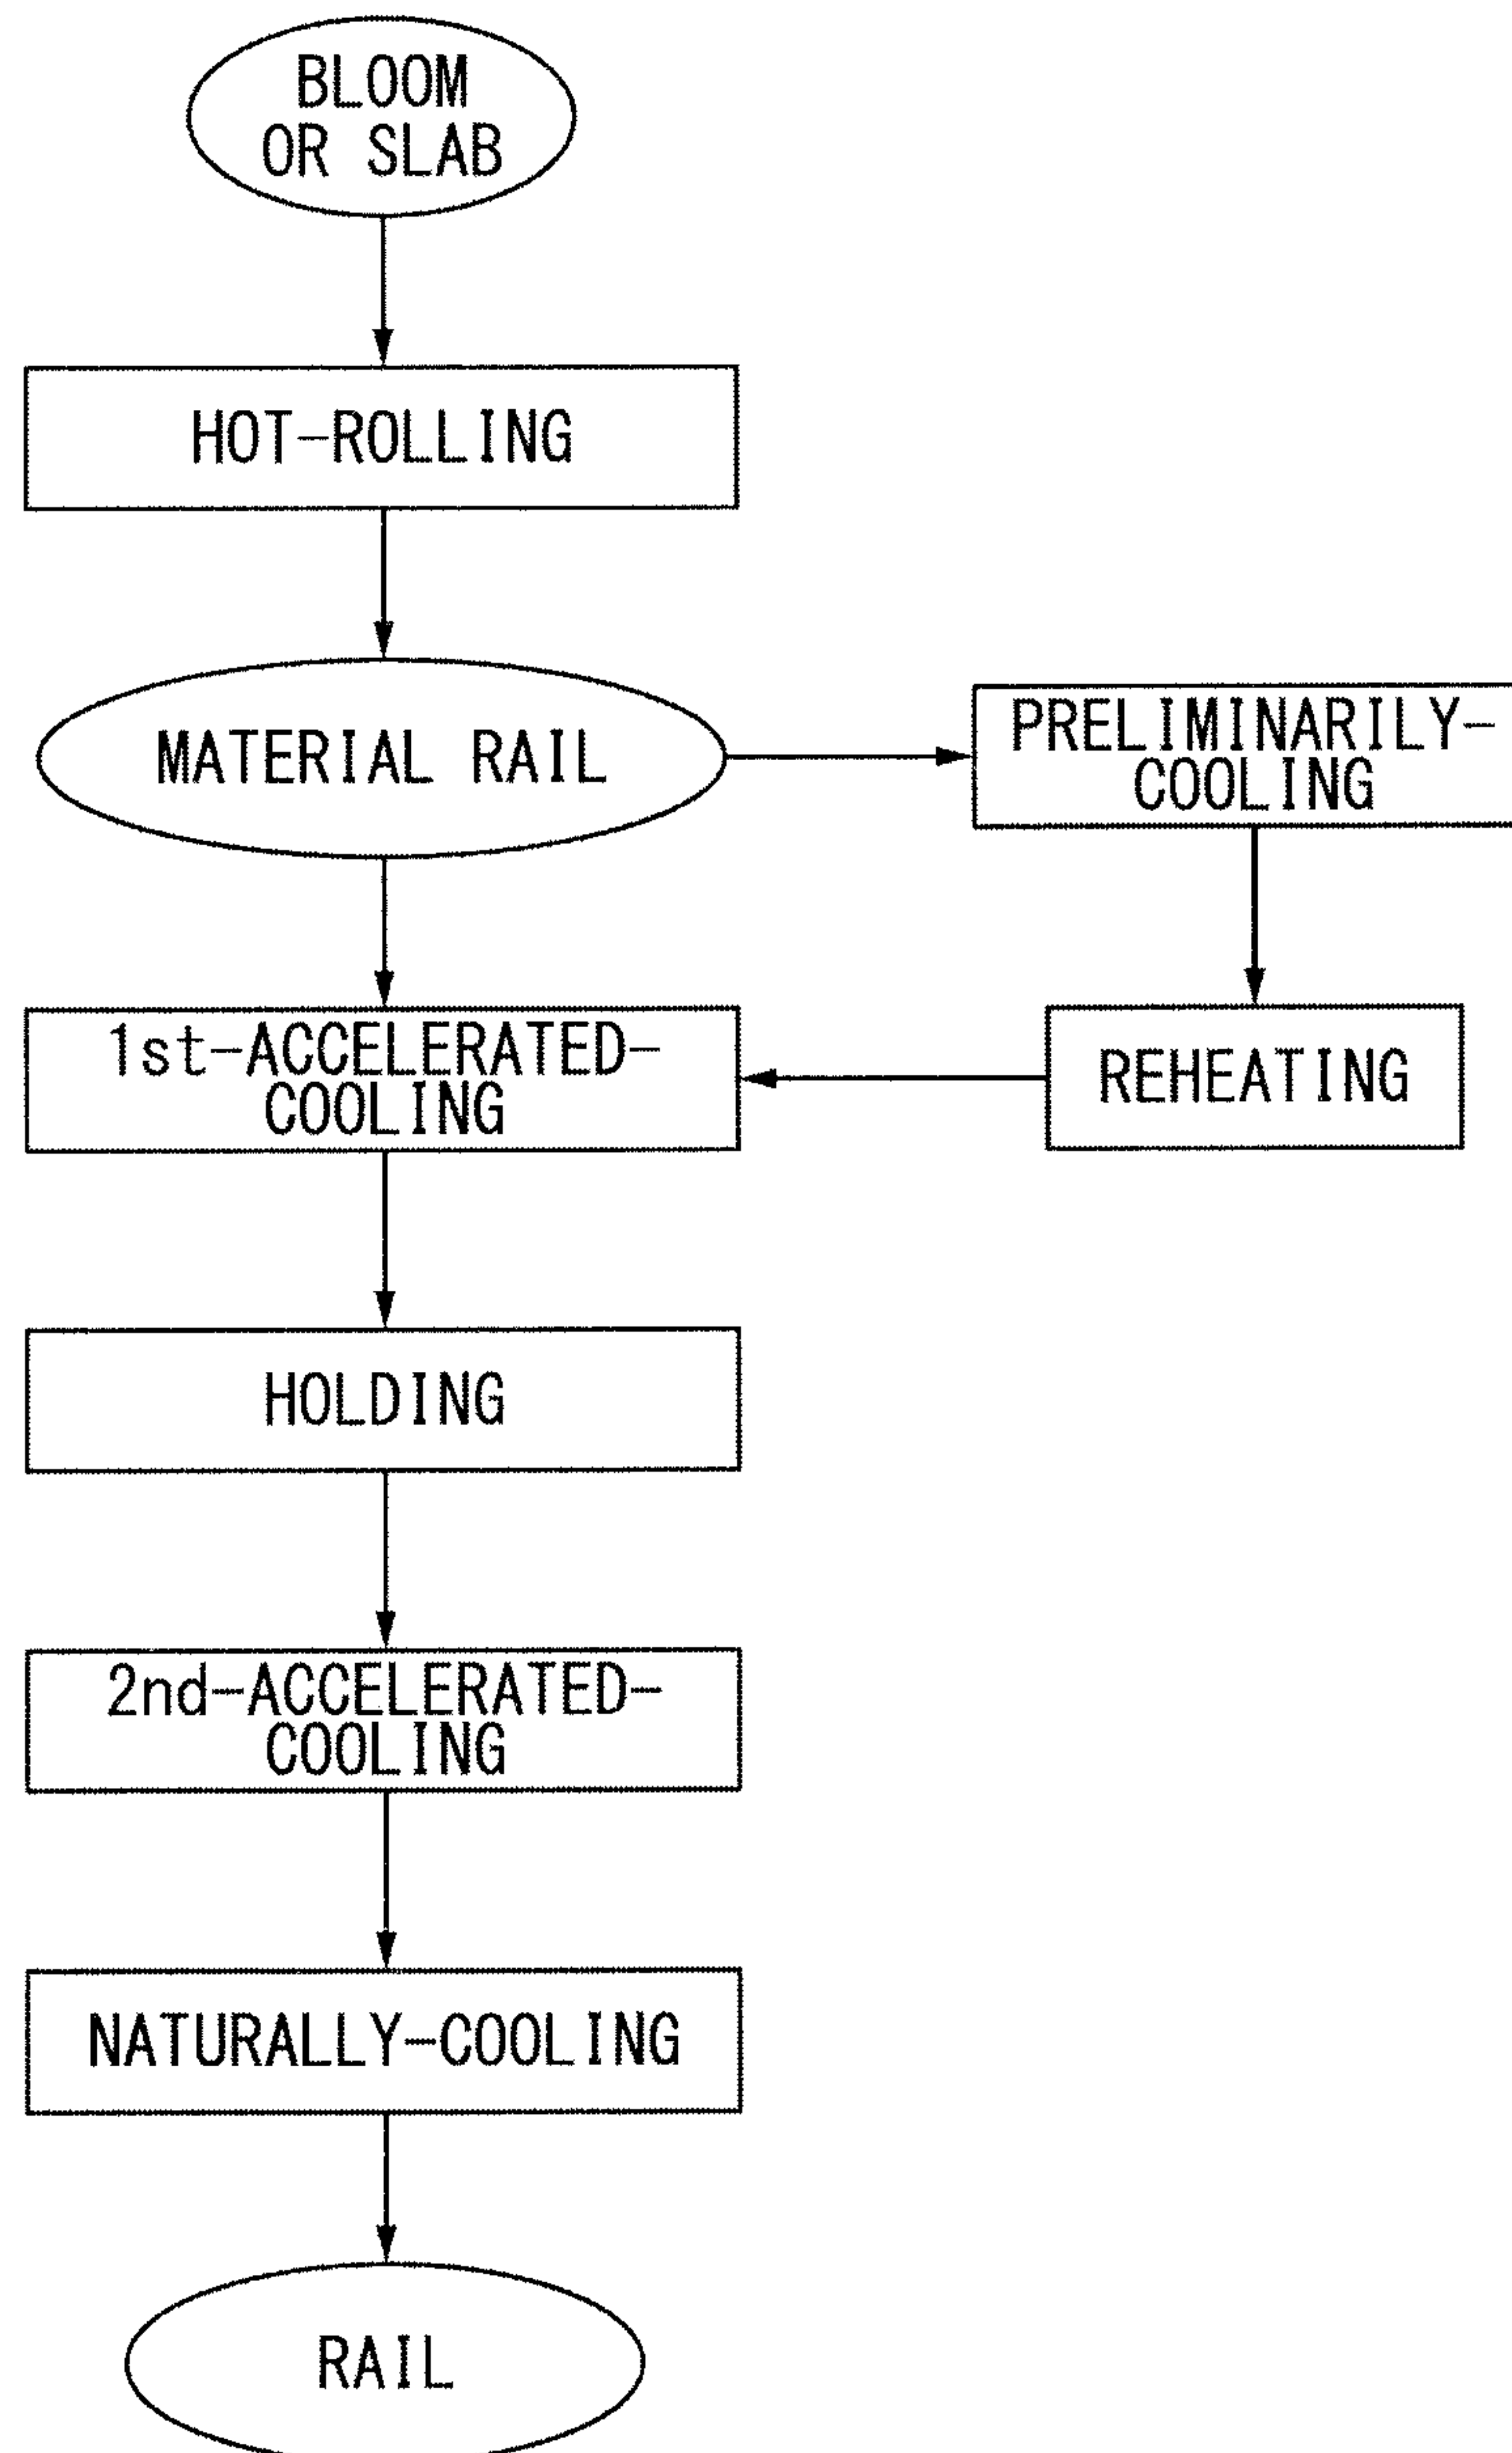 BLOOM
OR SLAB
HOT-ROLLING
MATERIAL RAIL
PRELIMINARILY-
COOLING
1st-ACCELERATED-
COOLING
REHEATING
HOLDING
2nd-ACCELERATED-
COOLING
NATURALLY-COOLING
RAIL